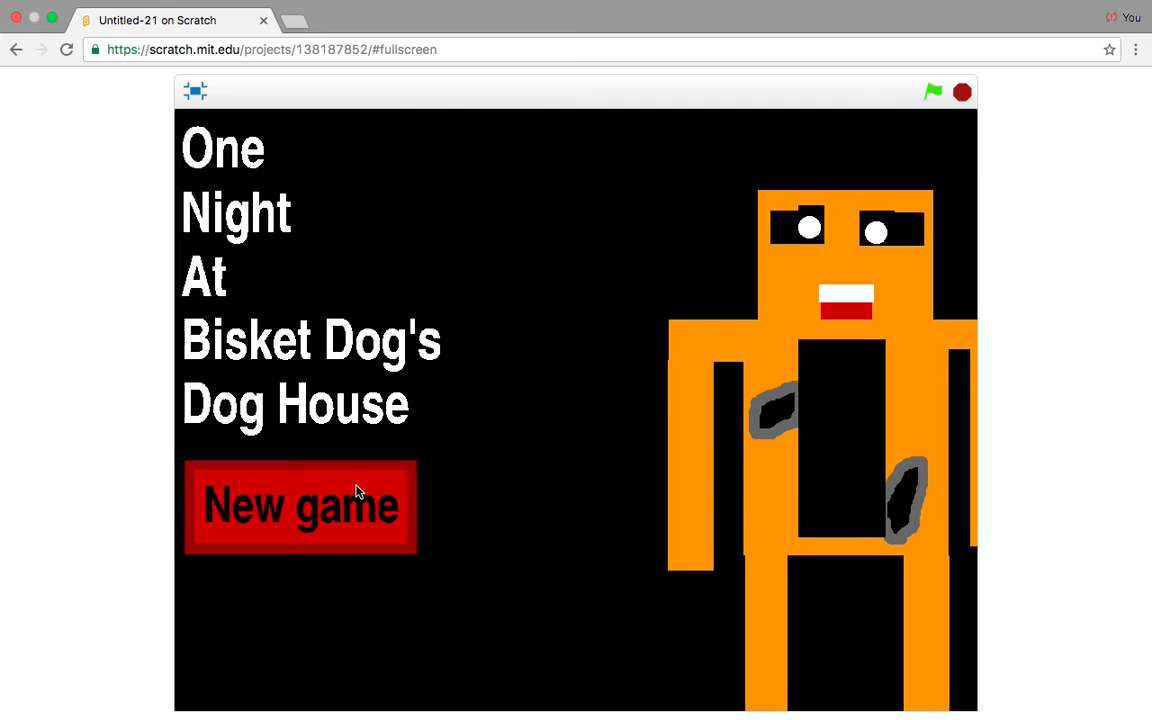 Untitled-21 on Scratch
You
https://scratch.mit.edu/projects/138187852/#fullscreen
One
Night
At
Bisket Dog's
Dog House
New game